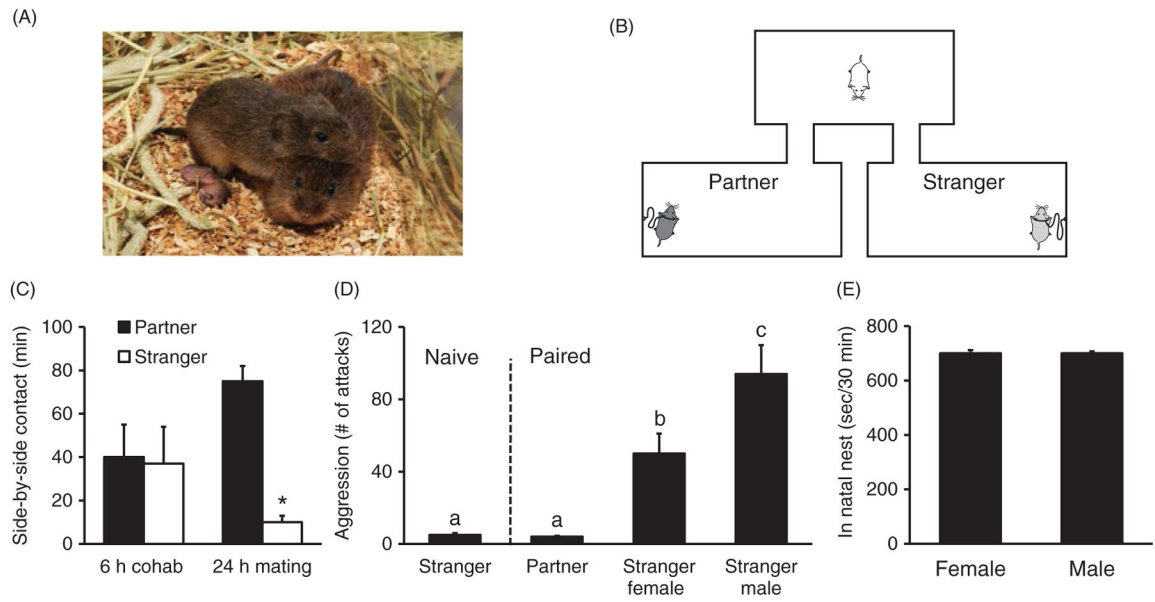 (A)
(B)
Partner
Stranger
(C)
Side-by-side contact (min)
100
80
60
40
20
0
Partner
Stranger
*
6 h cohab
24 h mating
(D)
Aggression (# of attacks)
120
80
40
0
Naive
Paired
a
a
b
c
Stranger
Partner
Stranger
female
Stranger
male
(E)
In natal nest (sec/30 min)
800
600
400
200
0
Female
Male